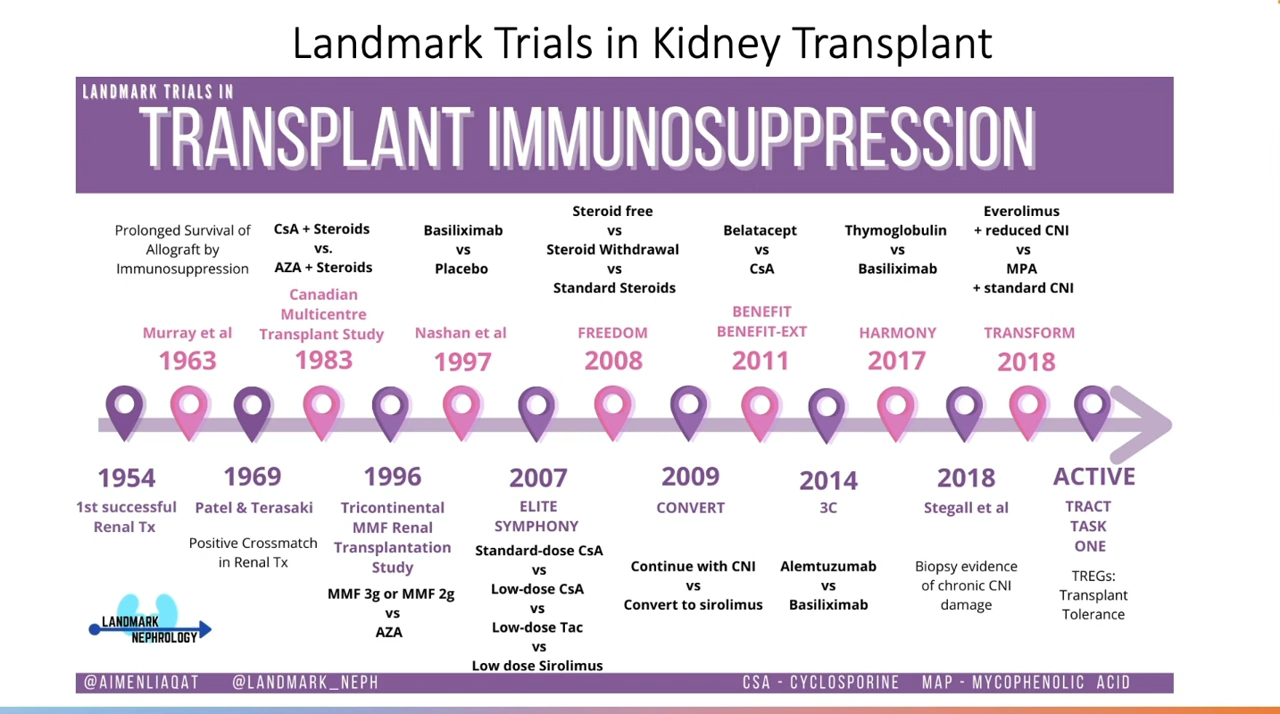 Landmark Trials in Kidney Transplant
LANDMARK TRIALS IN
TRANSPLANT IMMUNOSUPPRESSION
Prolonged Survival of
Allograft by
Immunosuppression
Murray et al
1963
CsA + Steroids
vs.
AZA + Steroids
Canadian
Multicentre
Transplant Study
1983
Basiliximab
vs
Placebo
Nashan et al
1997
Steroid free
vs
Steroid Withdrawal
vs
Standard Steroids
FREEDOM
2008
Belatacept
vs
CsA
BENEFIT
BENEFIT-EXT
2011
Thymoglobulin
vs
Basiliximab
HARMONY
2017
Everolimus
+ reduced CNI
vs
MPA
+ standard CNI
TRANSFORM
2018
1954
1st successful
Renal Tx
1969
Patel & Terasaki
Positive Crossmatch
in Renal Tx
1996
Tricontinental
MMF Renal
Transplantation
Study
MMF 3g or MMF 2g
vs
AZA
2007
ELITE
SYMPHONY
Standard-dose CsA
vs
Low-dose CsA
vs
Low-dose Tac
vs
Low dose Sirolimus
2009
CONVERT
Continue with CNI
vs
Convert to sirolimus
2014
3C
Alemtuzumab
vs
Basiliximab
2018
Stegall et al
Biopsy evidence
of chronic CNI
damage
ACTIVE
TRACT
TASK
ONE
TREGs:
Transplant
Tolerance
LANDMARK
NEPHROLOGY
@AIMENLIAQAT @LANDMARK_NEPH
CSA - CYCLOSPORINE MAP - MYCOPHENOLIC ACID